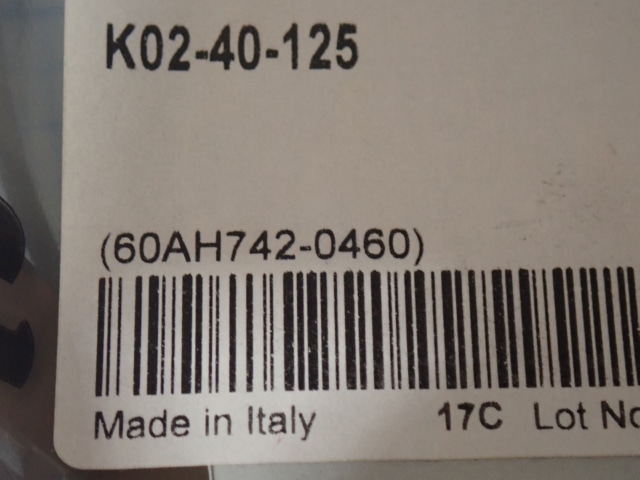 K02-40-125
(60AH742-0460)
Made in Italy 17C Lot No